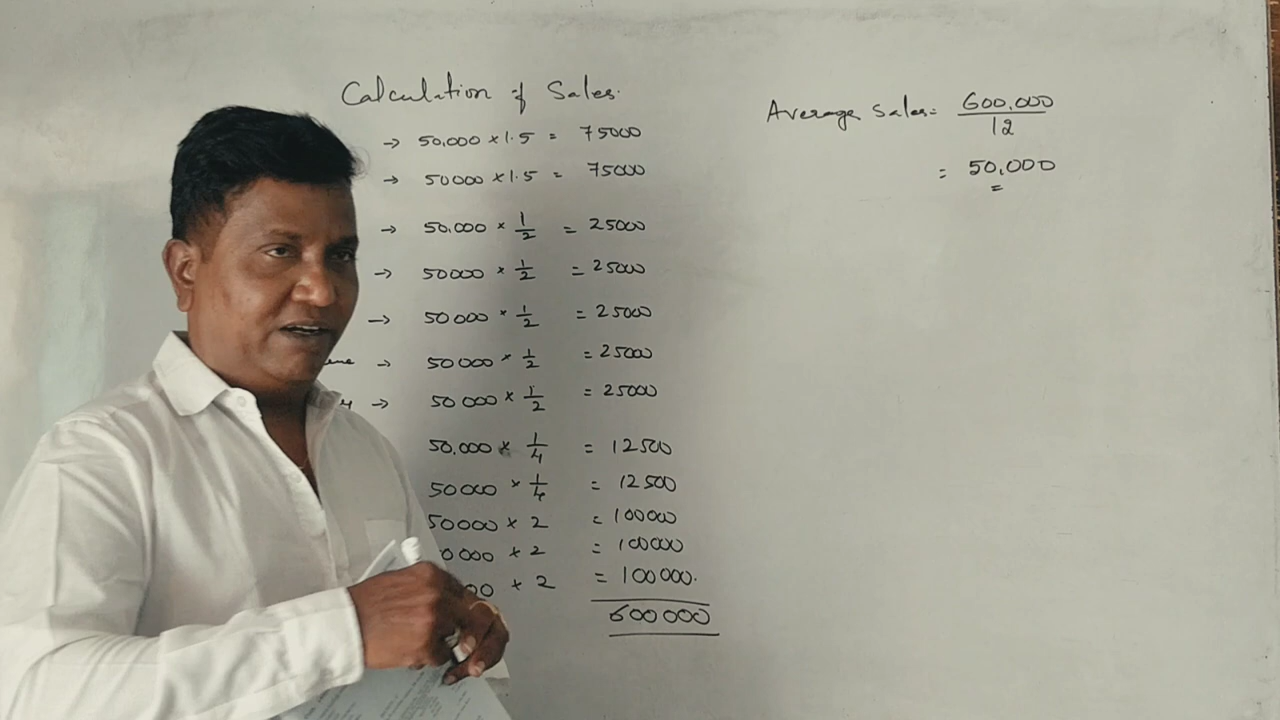 Calculation of Sales.
→ 50,000 × 1.5 = 75000
→ 50000 × 1.5 = 75000
→ 50,000 × 1/2 = 25000
→ 50000 × 1/2 = 25000
→ 50000 × 1/2 = 25000
→ 50000 × 1/2 = 25000
→ 50000 × 1/2 = 25000
50,000 × 1/4 = 12500
50000 × 1/4 = 12500
50000 × 2 = 100000
0000 × 2 = 100000
00 × 2 = 100000.
600000
Average Sales = 600,000/12
= 50,000